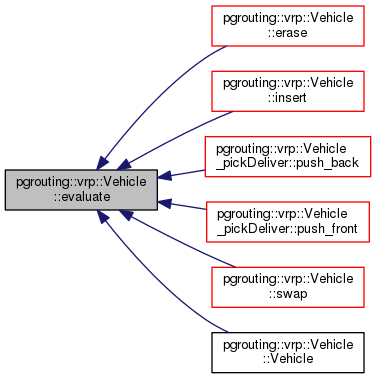 pgrouting::vrp::Vehicle
::evaluate
pgrouting::vrp::Vehicle
::erase
pgrouting::vrp::Vehicle
::insert
pgrouting::vrp::Vehicle
_pickDeliver::push_back
pgrouting::vrp::Vehicle
_pickDeliver::push_front
pgrouting::vrp::Vehicle
::swap
pgrouting::vrp::Vehicle
::Vehicle